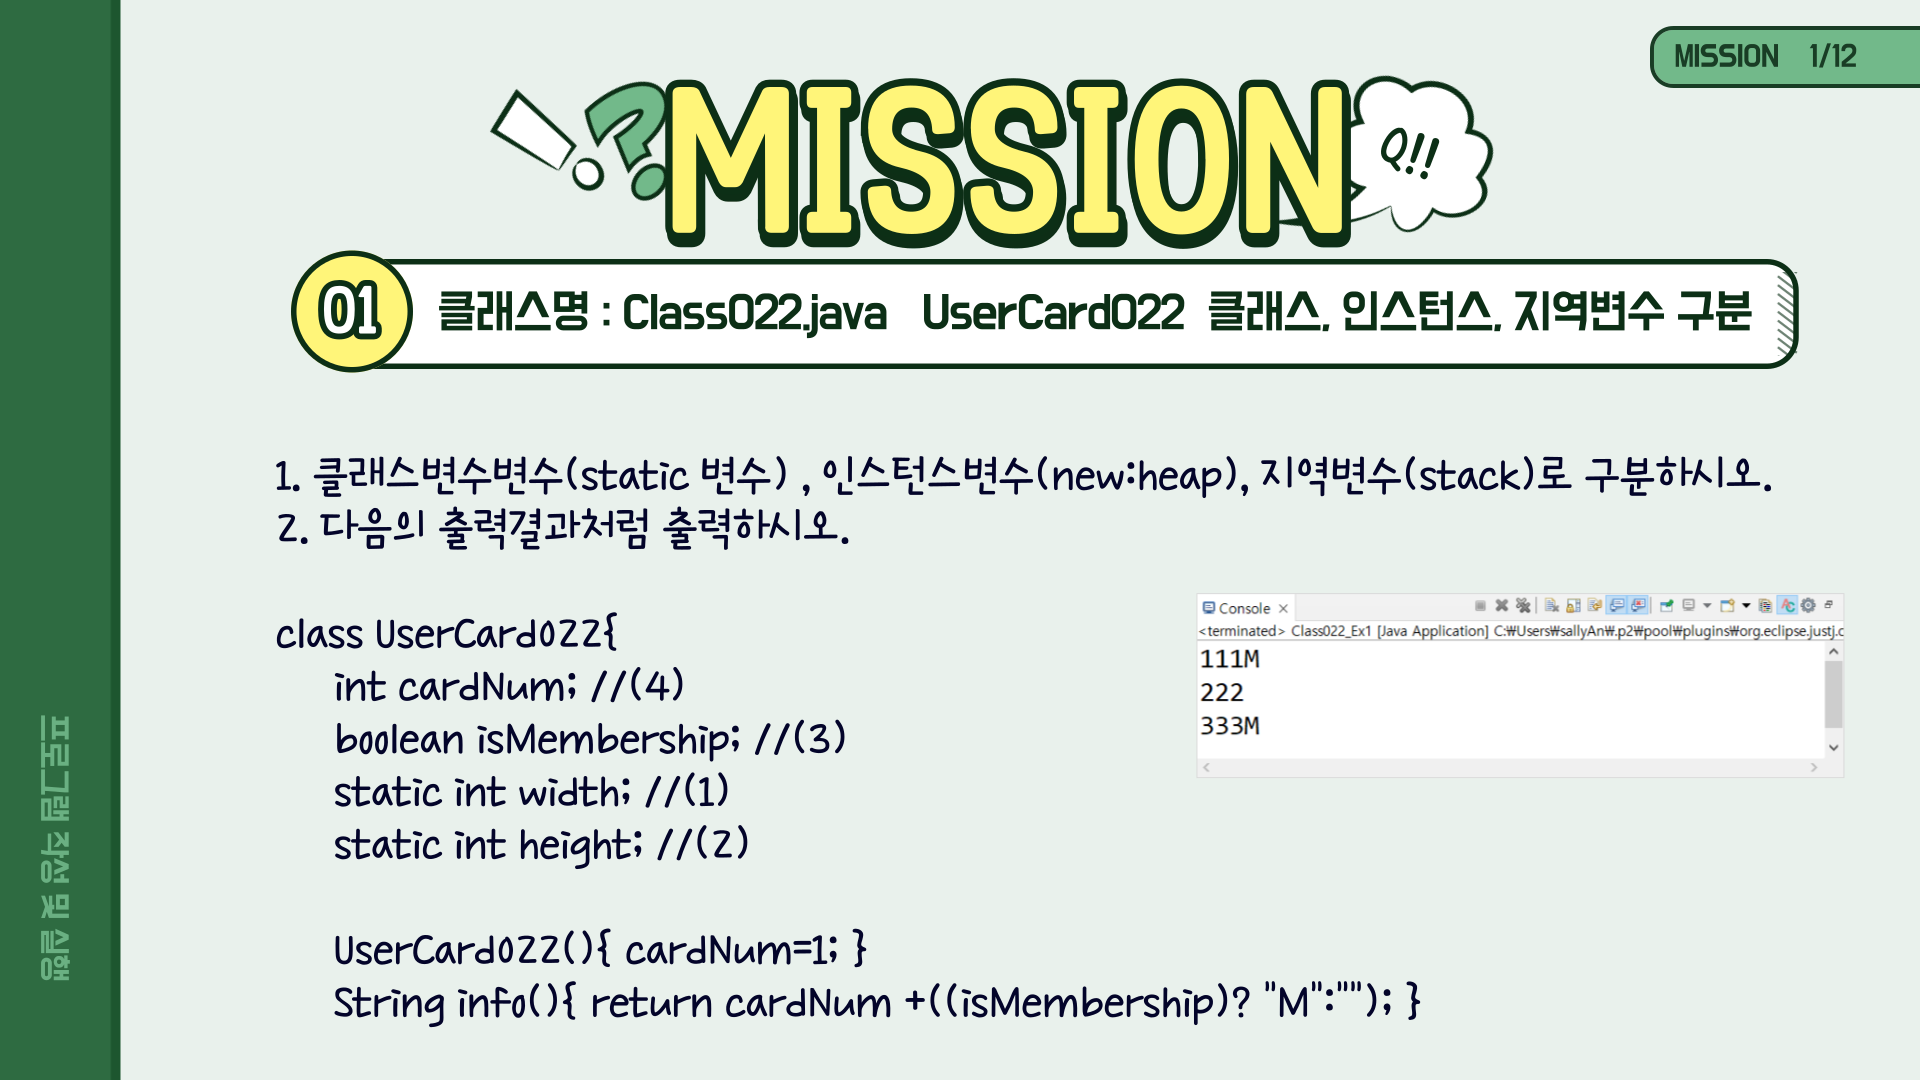 MISSION 1/12
MISSION
Q!!
01
클래스명 : Class022.java UserCard022 클래스, 인스턴스, 지역변수 구분
1. 클래스변수변수(static 변수) , 인스턴스변수(new:heap), 지역변수(stack)로 구분하시오.
2. 다음의 출력결과처럼 출력하시오.
class UserCard022{
int cardNum; //(4)
boolean isMembership; //(3)
static int width; //(1)
static int height; //(2)
UserCard022(){ cardNum=1; }
String info(){ return cardNum +((isMembership)? "M":""); }
Console
<terminated> Class022_Ex1 [Java Application] C:₩Users₩sallyAn₩.p2₩pool₩plugins₩org.eclipse.justj.c
111M
222
333M
프로그램 작성 및 실행